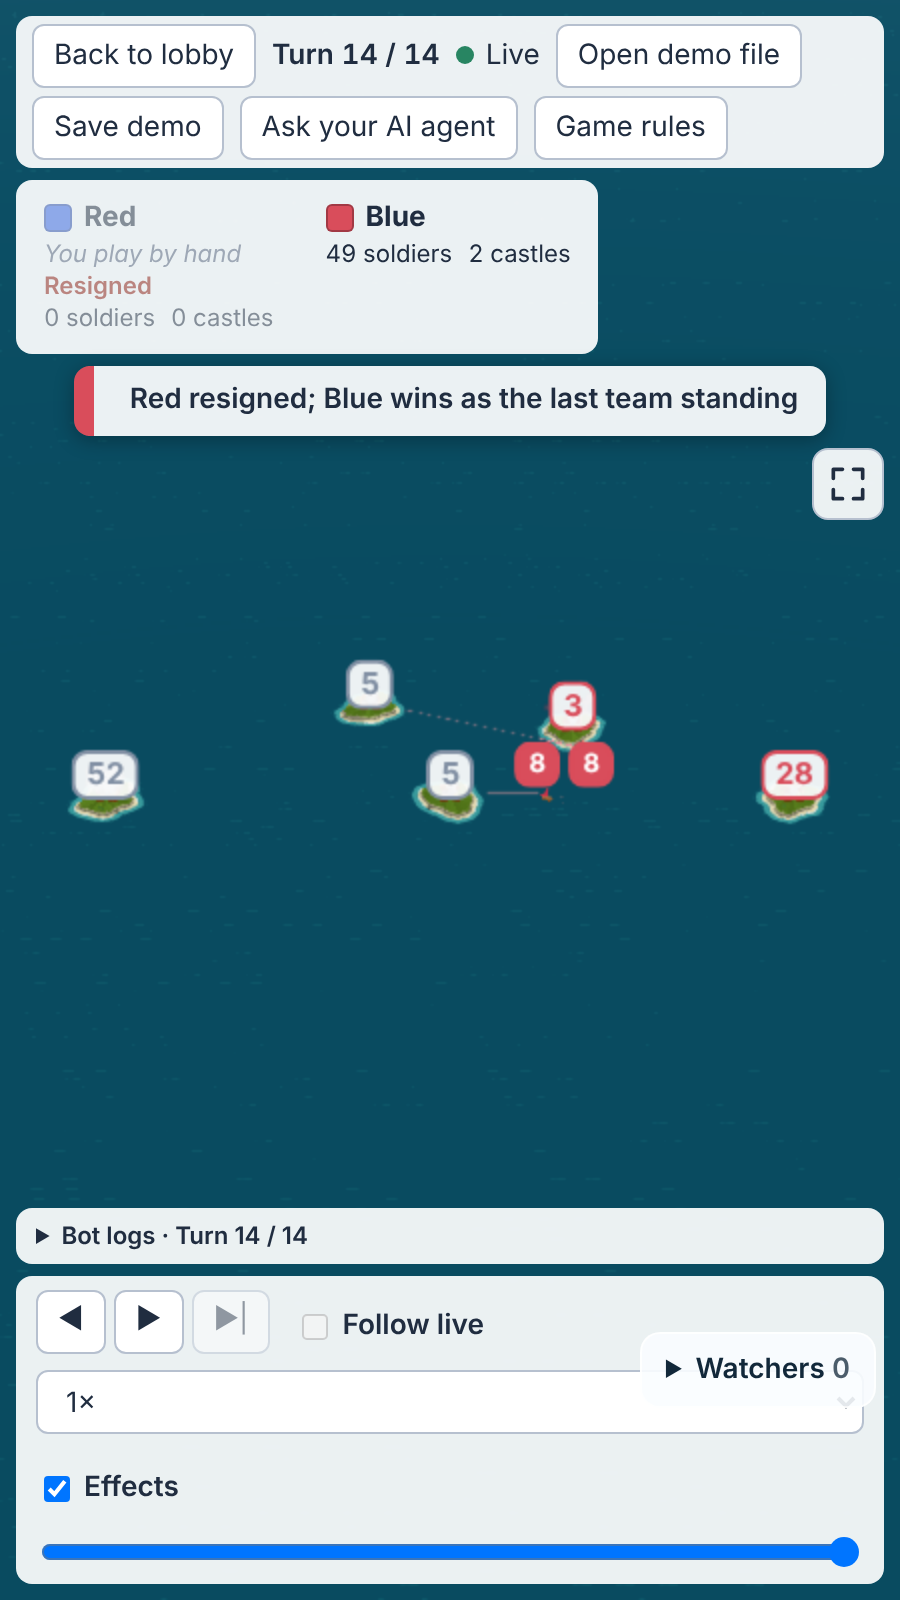 Back to lobby Turn 14 / 14 Live Open demo file
Save demo Ask your AI agent Game rules
Red Blue
You play by hand 49 soldiers 2 castles
Resigned
0 soldiers 0 castles
Red resigned; Blue wins as the last team standing
5
3
52 5 8 8 28
Bot logs · Turn 14 / 14
Follow live
Watchers 0
1×
Effects